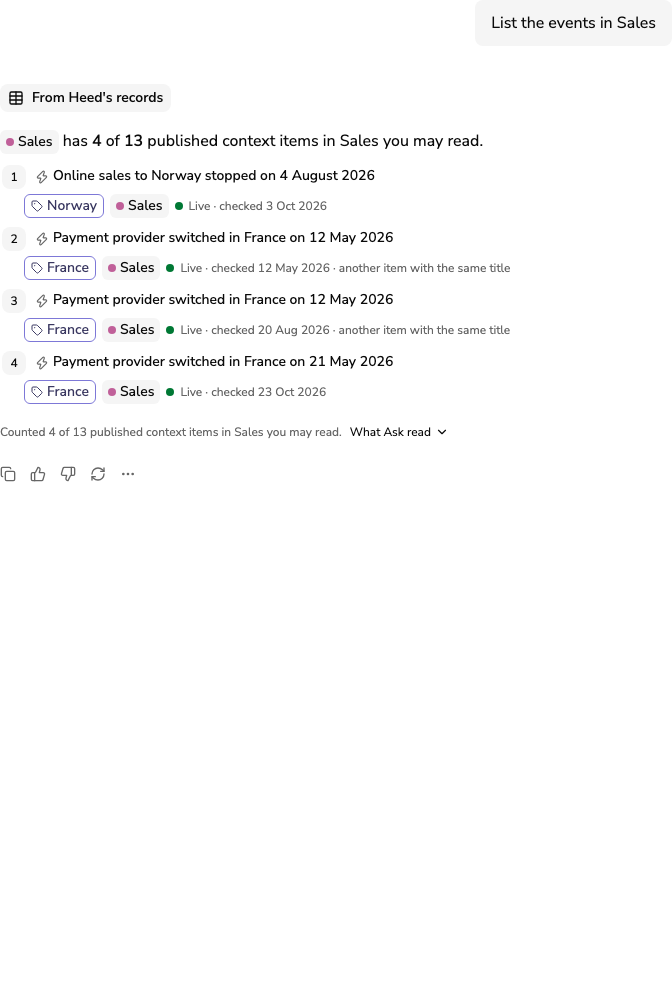 List the events in Sales
From Heed's records
Sales has 4 of 13 published context items in Sales you may read.
1 Online sales to Norway stopped on 4 August 2026
Norway Sales Live · checked 3 Oct 2026
2 Payment provider switched in France on 12 May 2026
France Sales Live · checked 12 May 2026 · another item with the same title
3 Payment provider switched in France on 12 May 2026
France Sales Live · checked 20 Aug 2026 · another item with the same title
4 Payment provider switched in France on 21 May 2026
France Sales Live · checked 23 Oct 2026
Counted 4 of 13 published context items in Sales you may read. What Ask read